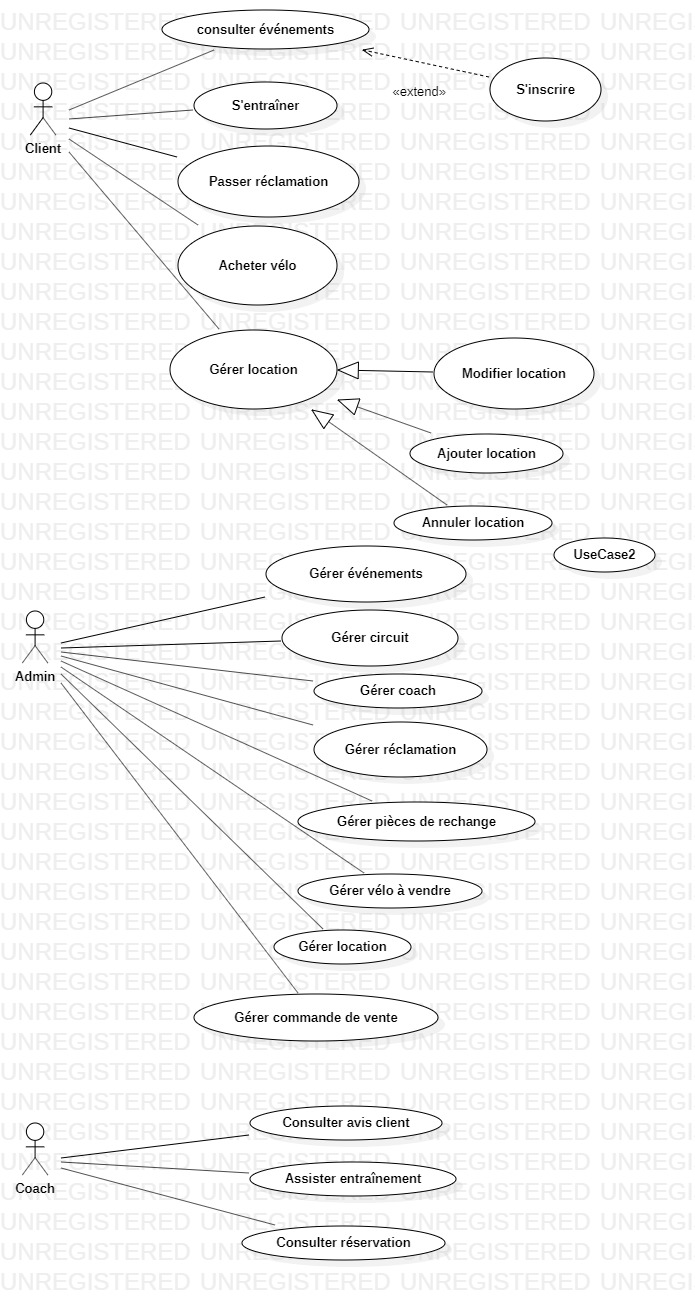 consulter événements
S'inscrire
«extend»
S'entraîner
Client
Passer réclamation
Acheter vélo
Gérer location
Modifier location
Ajouter location
Annuler location
UseCase2
Gérer événements
Gérer circuit
Admin
Gérer coach
Gérer réclamation
Gérer pièces de rechange
Gérer vélo à vendre
Gérer location
Gérer commande de vente
Consulter avis client
Assister entraînement
Coach
Consulter réservation
UNREGISTERED